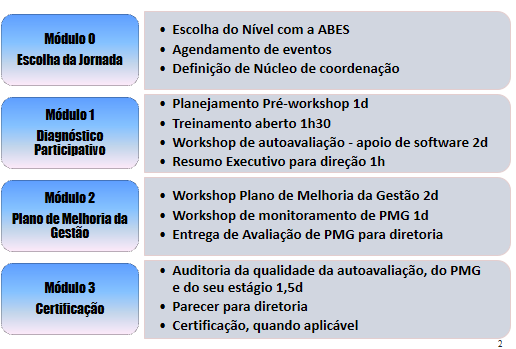 Módulo 0
Escolha da Jornada
• Escolha do Nível com a ABES
• Agendamento de eventos
• Definição de Núcleo de coordenação
Módulo 1
Diagnóstico
Participativo
• Planejamento Pré-workshop 1d
• Treinamento aberto 1h30
• Workshop de autoavaliação - apoio de software 2d
• Resumo Executivo para direção 1h
Módulo 2
Plano de Melhoria da
Gestão
• Workshop Plano de Melhoria da Gestão 2d
• Workshop de monitoramento de PMG 1d
• Entrega de Avaliação de PMG para diretoria
Módulo 3
Certificação
• Auditoria da qualidade da autoavaliação, do PMG
e do seu estágio 1,5d
• Parecer para diretoria
• Certificação, quando aplicável
2